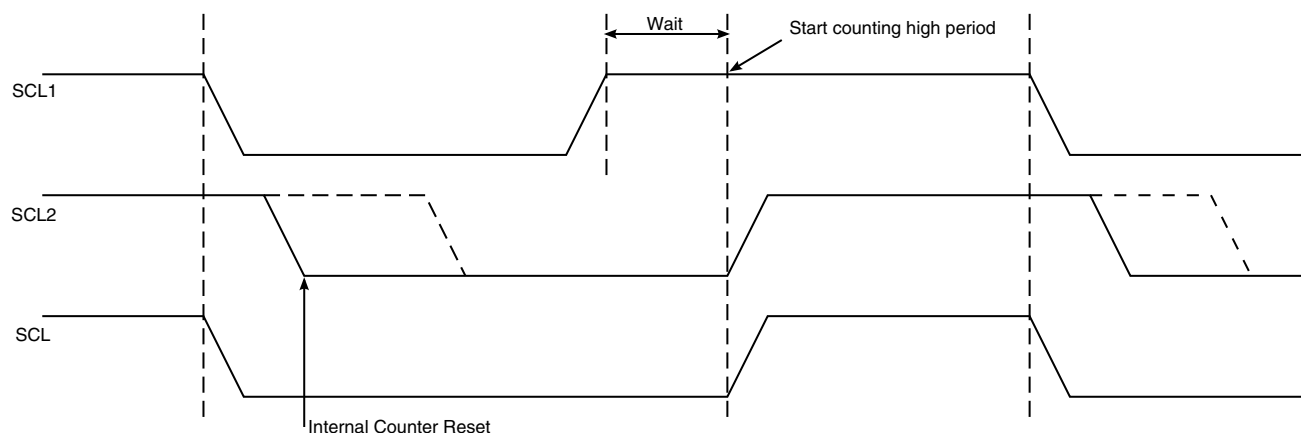 Wait
Start counting high period
SCL1
SCL2
SCL
Internal Counter Reset